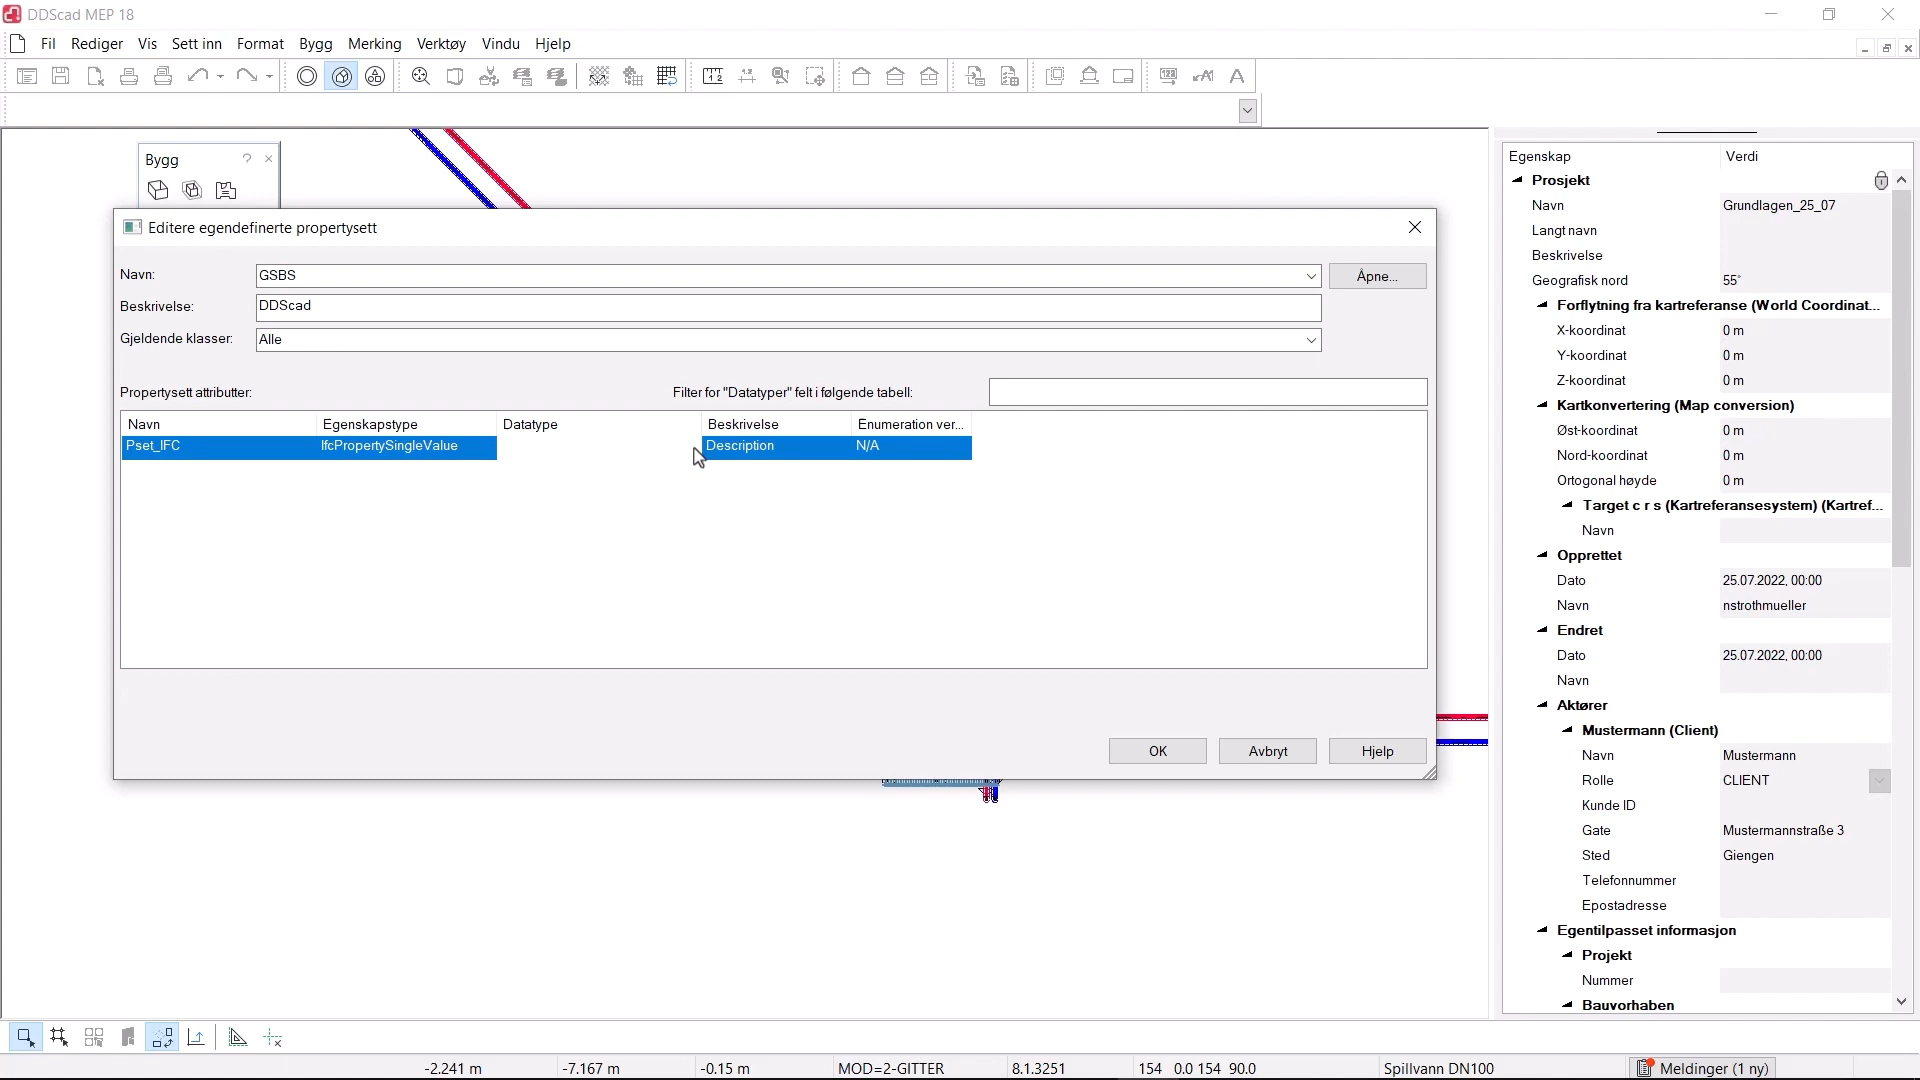 DDScad MEP 18
Fil Rediger Vis Sett inn Format Bygg Merking Verktøy Vindu Hjelp
Bygg
Editere egendefinerte propertysett
Navn: GSBS Åpne...
Beskrivelse: DDScad
Gjeldende klasser: Alle
Propertysett attributter: Filter for "Datatyper" felt i følgende tabell:
Navn Egenskapstype Datatype Beskrivelse Enumeration ver...
Pset_IFC IfcPropertySingleValue Description N/A
OK Avbryt Hjelp
Egenskap Verdi
Prosjekt
Navn Grundlagen_25_07
Langt navn
Beskrivelse
Geografisk nord 55°
Forflytning fra kartreferanse (World Coordinat...
X-koordinat 0 m
Y-koordinat 0 m
Z-koordinat 0 m
Kartkonvertering (Map conversion)
Øst-koordinat 0 m
Nord-koordinat 0 m
Ortogonal høyde 0 m
Target c r s (Kartreferansesystem) (Kartref...
Navn
Opprettet
Dato 25.07.2022, 00:00
Navn nstrothmueller
Endret
Dato 25.07.2022, 00:00
Navn
Aktører
Mustermann (Client)
Navn Mustermann
Rolle CLIENT
Kunde ID
Gate Mustermannstraße 3
Sted Giengen
Telefonnummer
Epostadresse
Egentilpasset informasjon
Projekt
Nummer
Bauvorhaben
-2.241 m -7.167 m -0.15 m MOD=2-GITTER 8.1.3251 154 0.0 154 90.0 Spillvann DN100 Meldinger (1 ny)